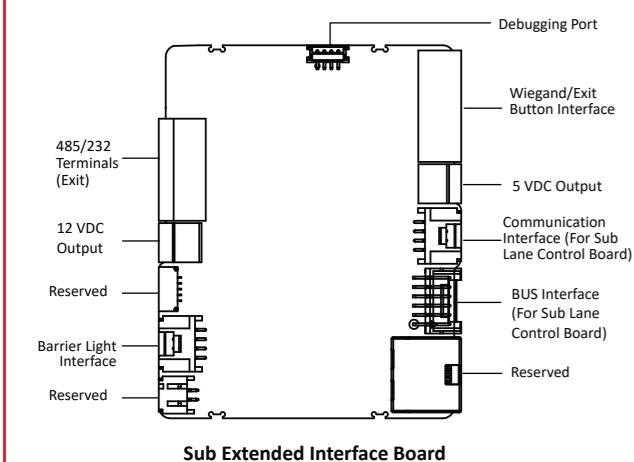 Debugging Port
485/232
Terminals
(Exit)
12 VDC
Output
Reserved
Barrier Light
Interface
Reserved
Wiegand/Exit
Button Interface
5 VDC Output
Communication
Interface (For Sub
Lane Control Board)
BUS Interface
(For Sub Lane
Control Board)
Reserved
Sub Extended Interface Board